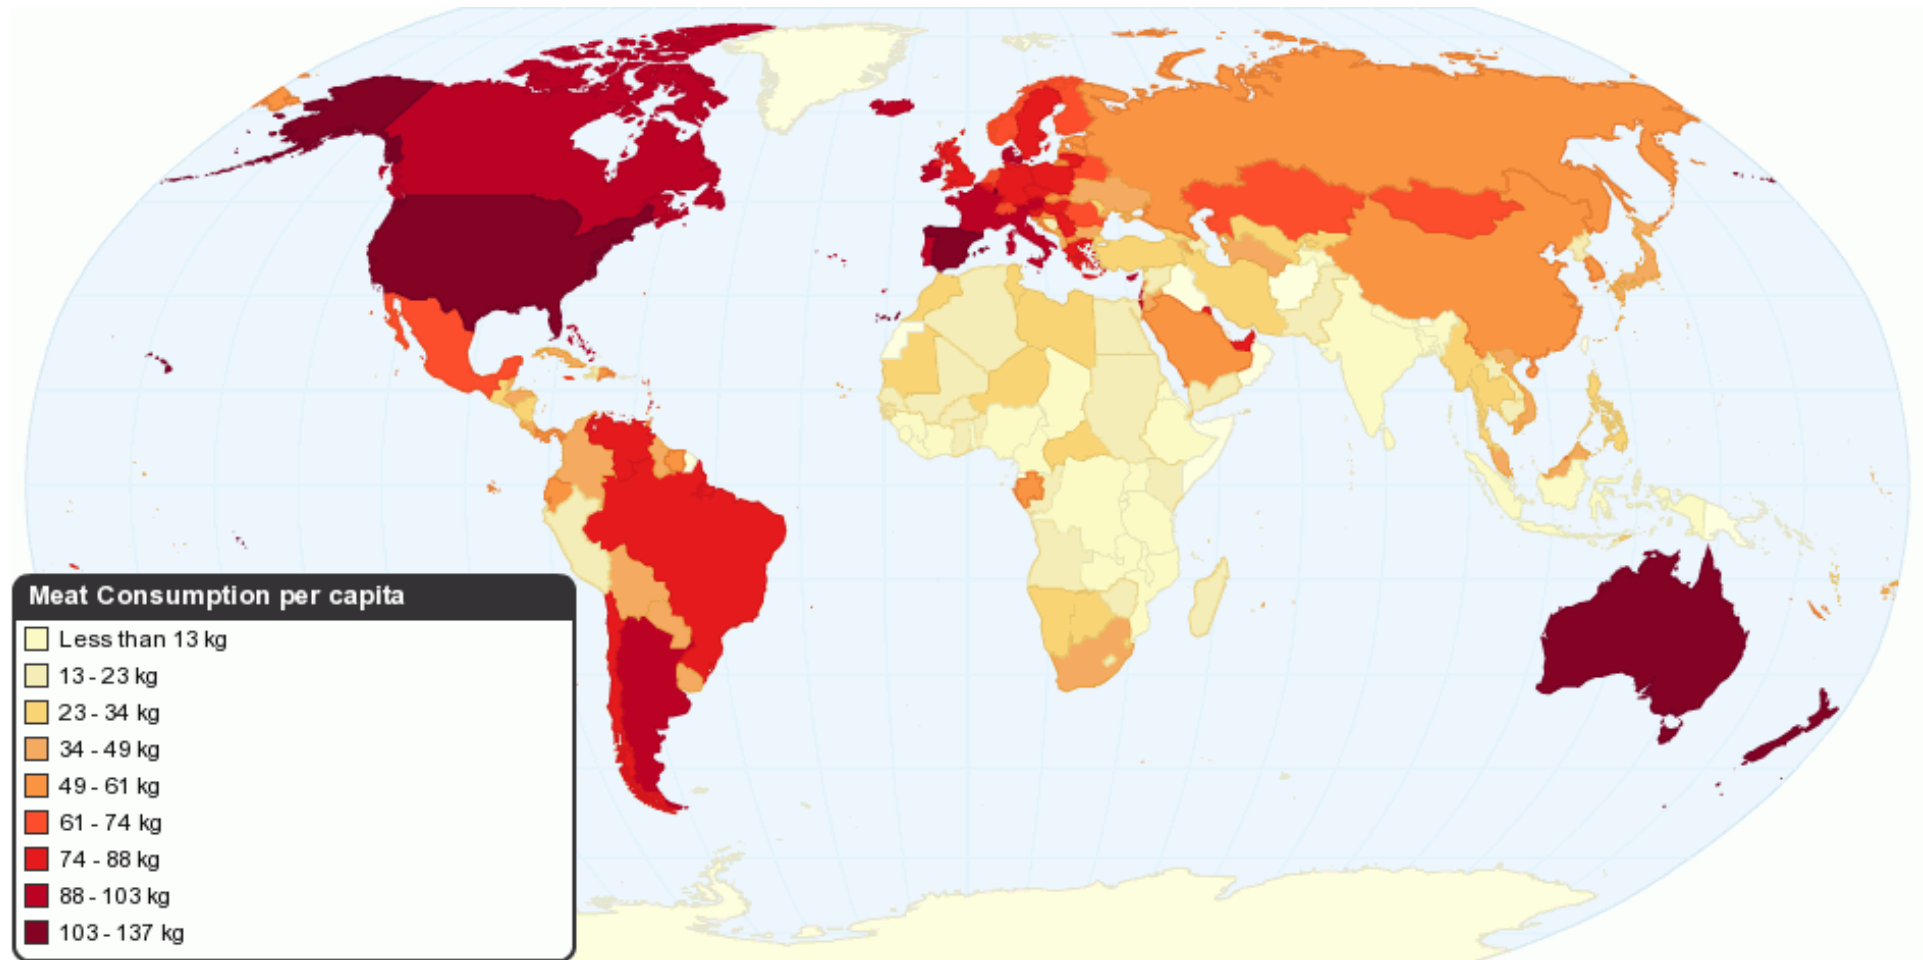 Meat Consumption per capita
Less than 13 kg
13 - 23 kg
23 - 34 kg
34 - 49 kg
49 - 61 kg
61 - 74 kg
74 - 88 kg
88 - 103 kg
103 - 137 kg